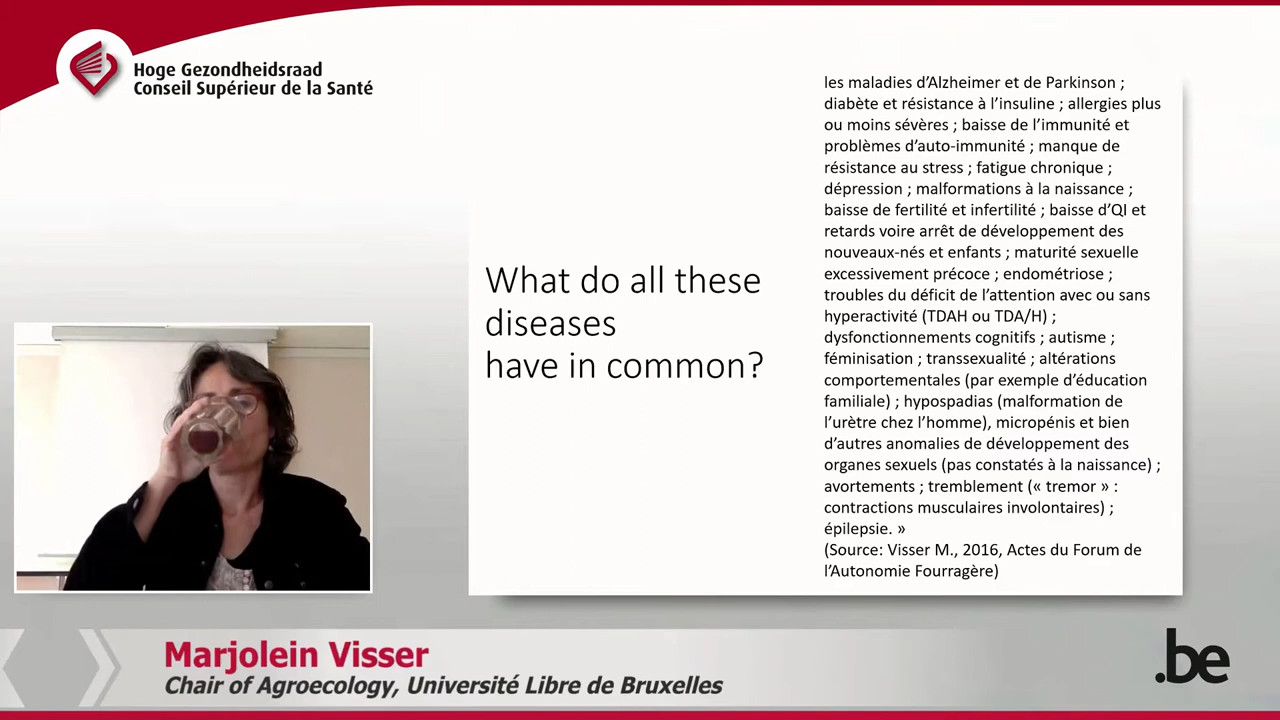 Hoge Gezondheidsraad
Conseil Supérieur de la Santé
What do all these
diseases
have in common?
les maladies d'Alzheimer et de Parkinson ;
diabète et résistance à l'insuline ; allergies plus
ou moins sévères ; baisse de l'immunité et
problèmes d'auto-immunité ; manque de
résistance au stress ; fatigue chronique ;
dépression ; malformations à la naissance ;
baisse de fertilité et infertilité ; baisse d'QI et
retards voire arrêt de développement des
nouveaux-nés et enfants ; maturité sexuelle
excessivement précoce ; endométriose ;
troubles du déficit de l'attention avec ou sans
hyperactivité (TDAH ou TDA/H) ;
dysfonctionnements cognitifs ; autisme ;
féminisation ; transsexualité ; altérations
comportementales (par exemple d'éducation
familiale) ; hypospadias (malformation de
l'urètre chez l'homme), micropénis et bien
d'autres anomalies de développement des
organes sexuels (pas constatés à la naissance) ;
avortements ; tremblement (« tremor » :
contractions musculaires involontaires) ;
épilepsie. »
(Source: Visser M., 2016, Actes du Forum de
l'Autonomie Fourragère)
Marjolein Visser
Chair of Agroecology, Université Libre de Bruxelles
.be